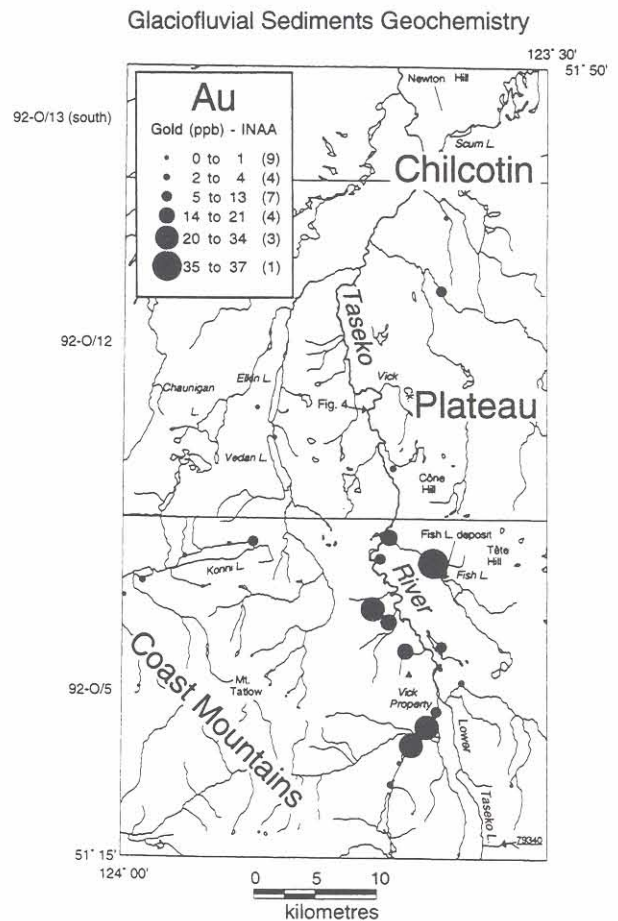 Glaciofluvial Sediments Geochemistry
123° 30'
51° 50'
Newton Hill
92-O/13 (south)
Au
Gold (ppb) - INAA
0 to 1 (9)
2 to 4 (4)
5 to 13 (7)
14 to 21 (4)
20 to 34 (3)
35 to 37 (1)
Scum L.
Chilcotin
Taseko
92-O/12
Chaunigan
L.
Elkin L.
Vick
Ck.
Fig. 4
Plateau
Vedan L.
Cône
Hill
Fish L. deposit
Tête
Hill
Fish L.
Konni L.
River
Coast Mountains
Mt.
Tatlow
92-O/5
Vick
Property
Lower
Taseko L.
79340
51° 15'
124° 00'
0 5 10
kilometres